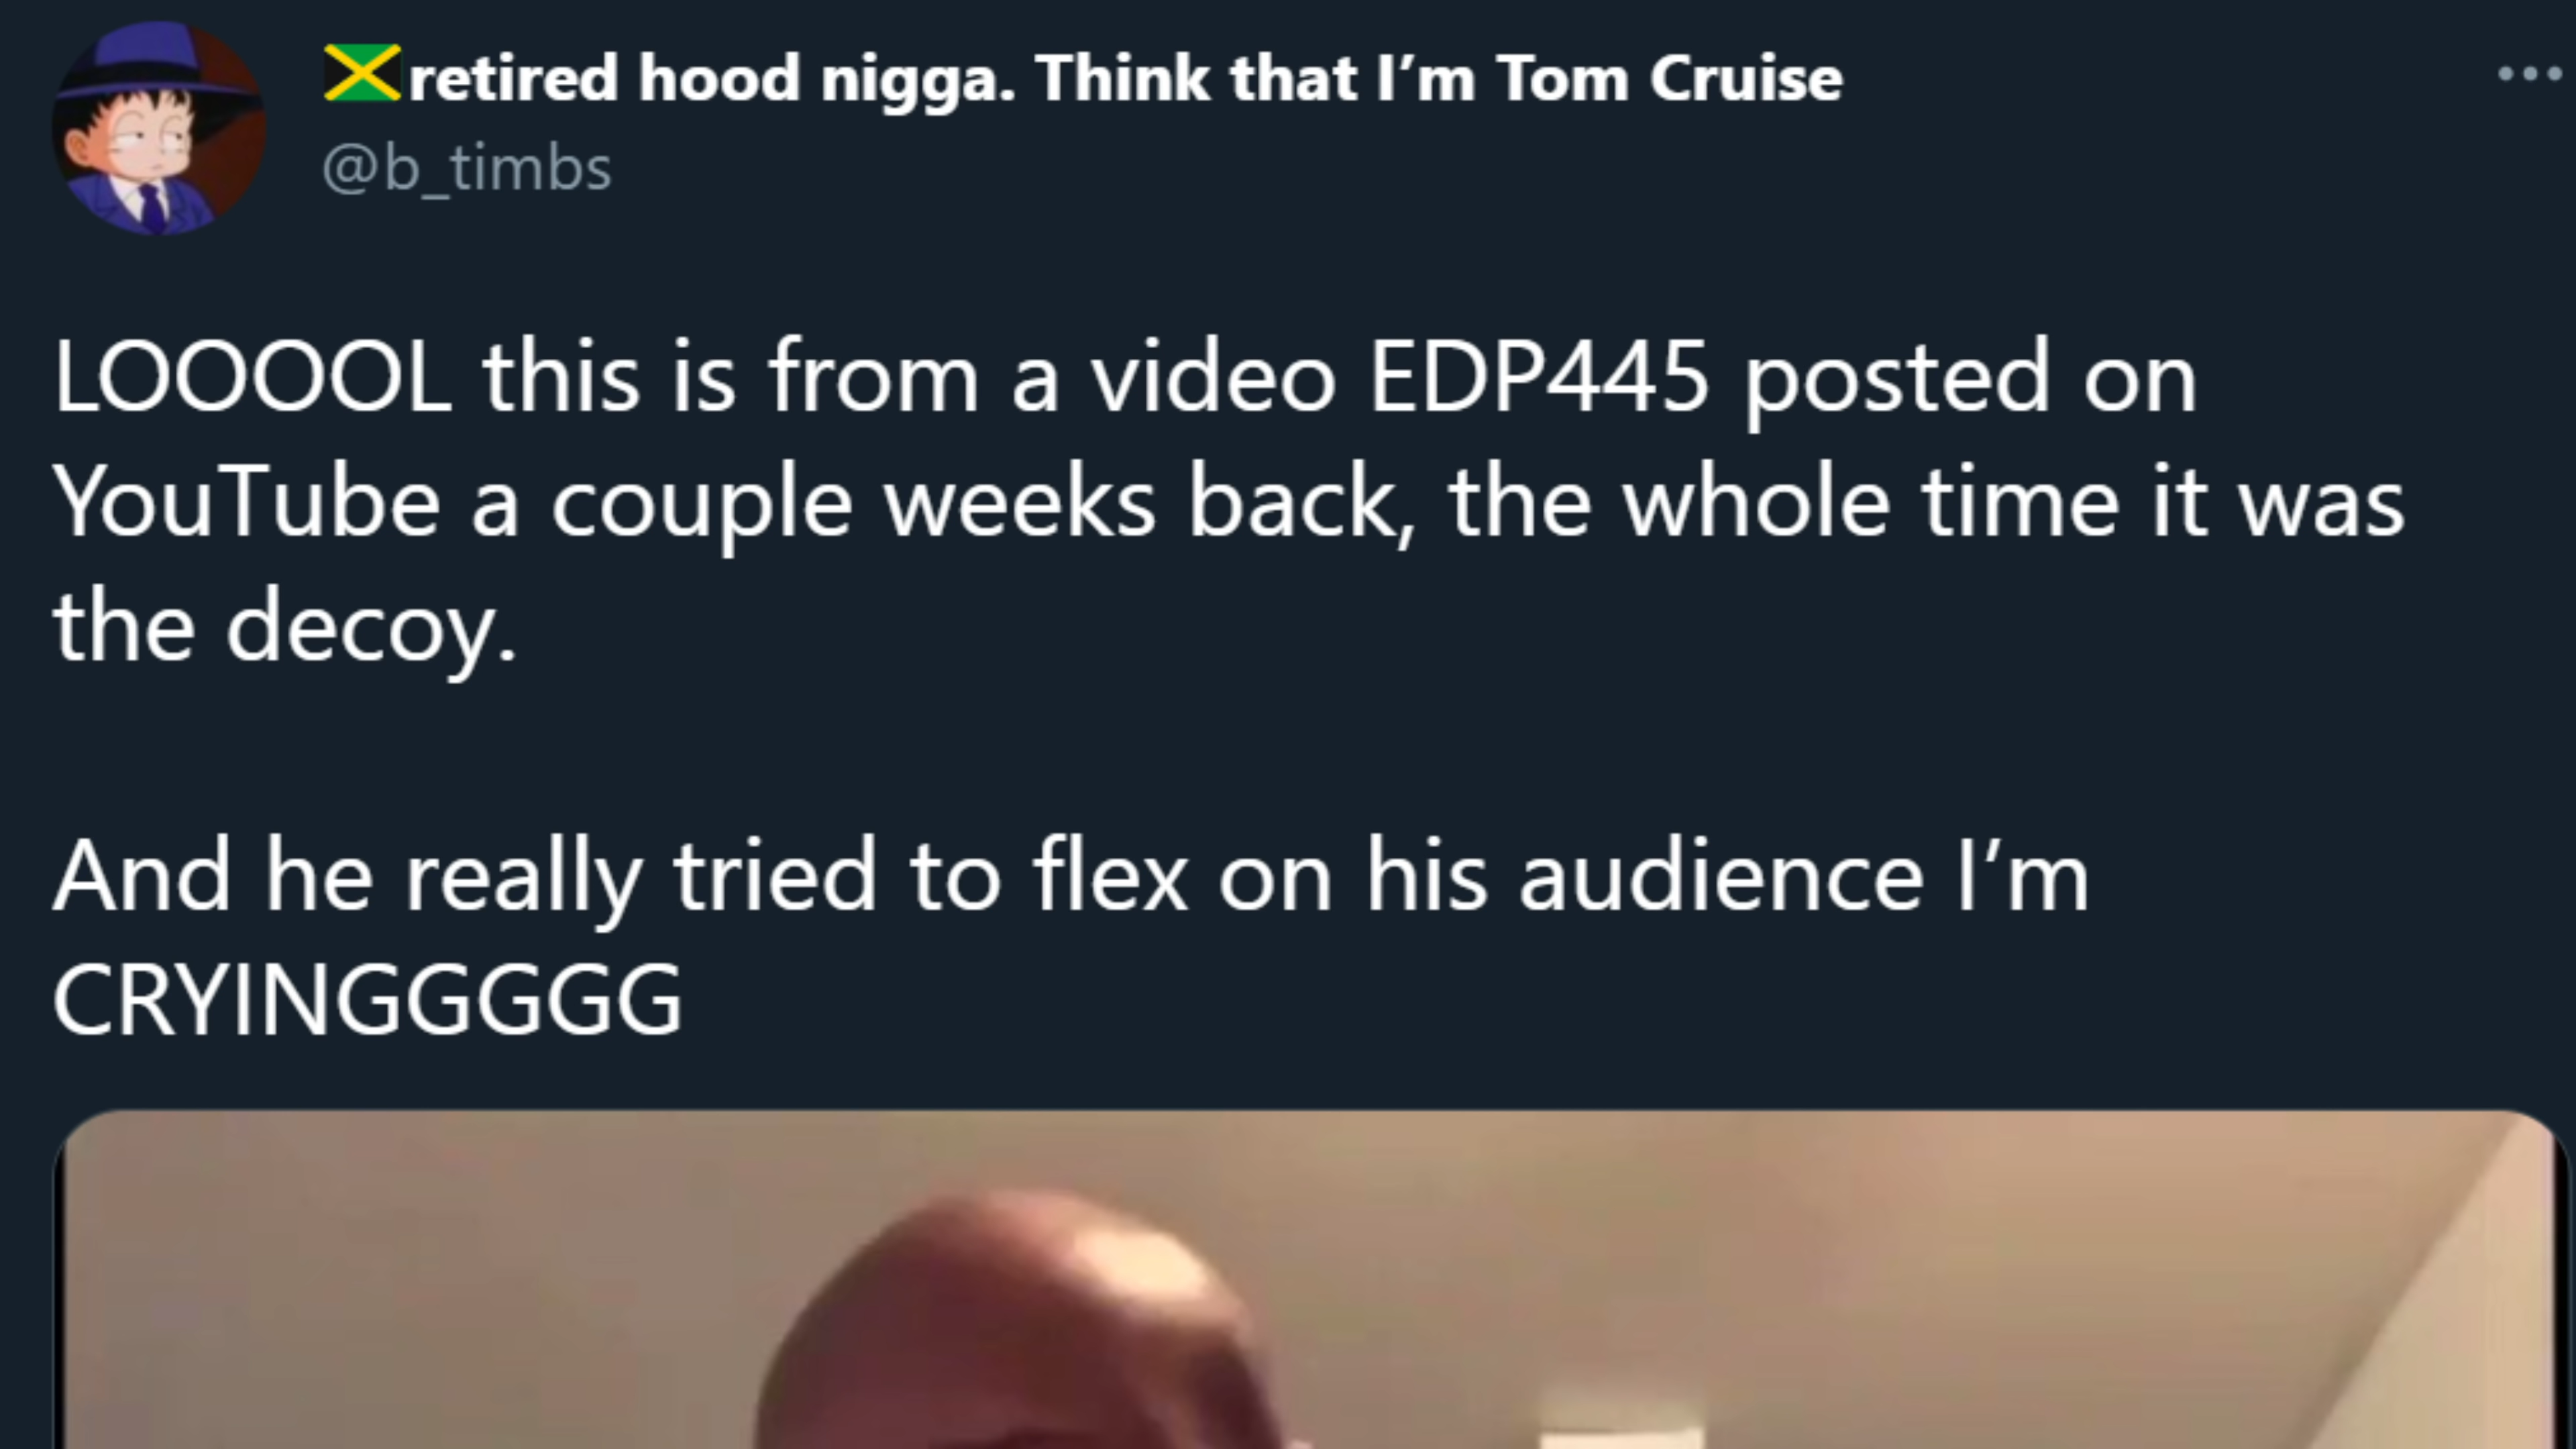 🇯🇲retired hood nigga. Think that I’m Tom Cruise
@b_timbs
LOOOOL this is from a video EDP445 posted on
YouTube a couple weeks back, the whole time it was
the decoy.
And he really tried to flex on his audience I’m
CRYINGGGGG